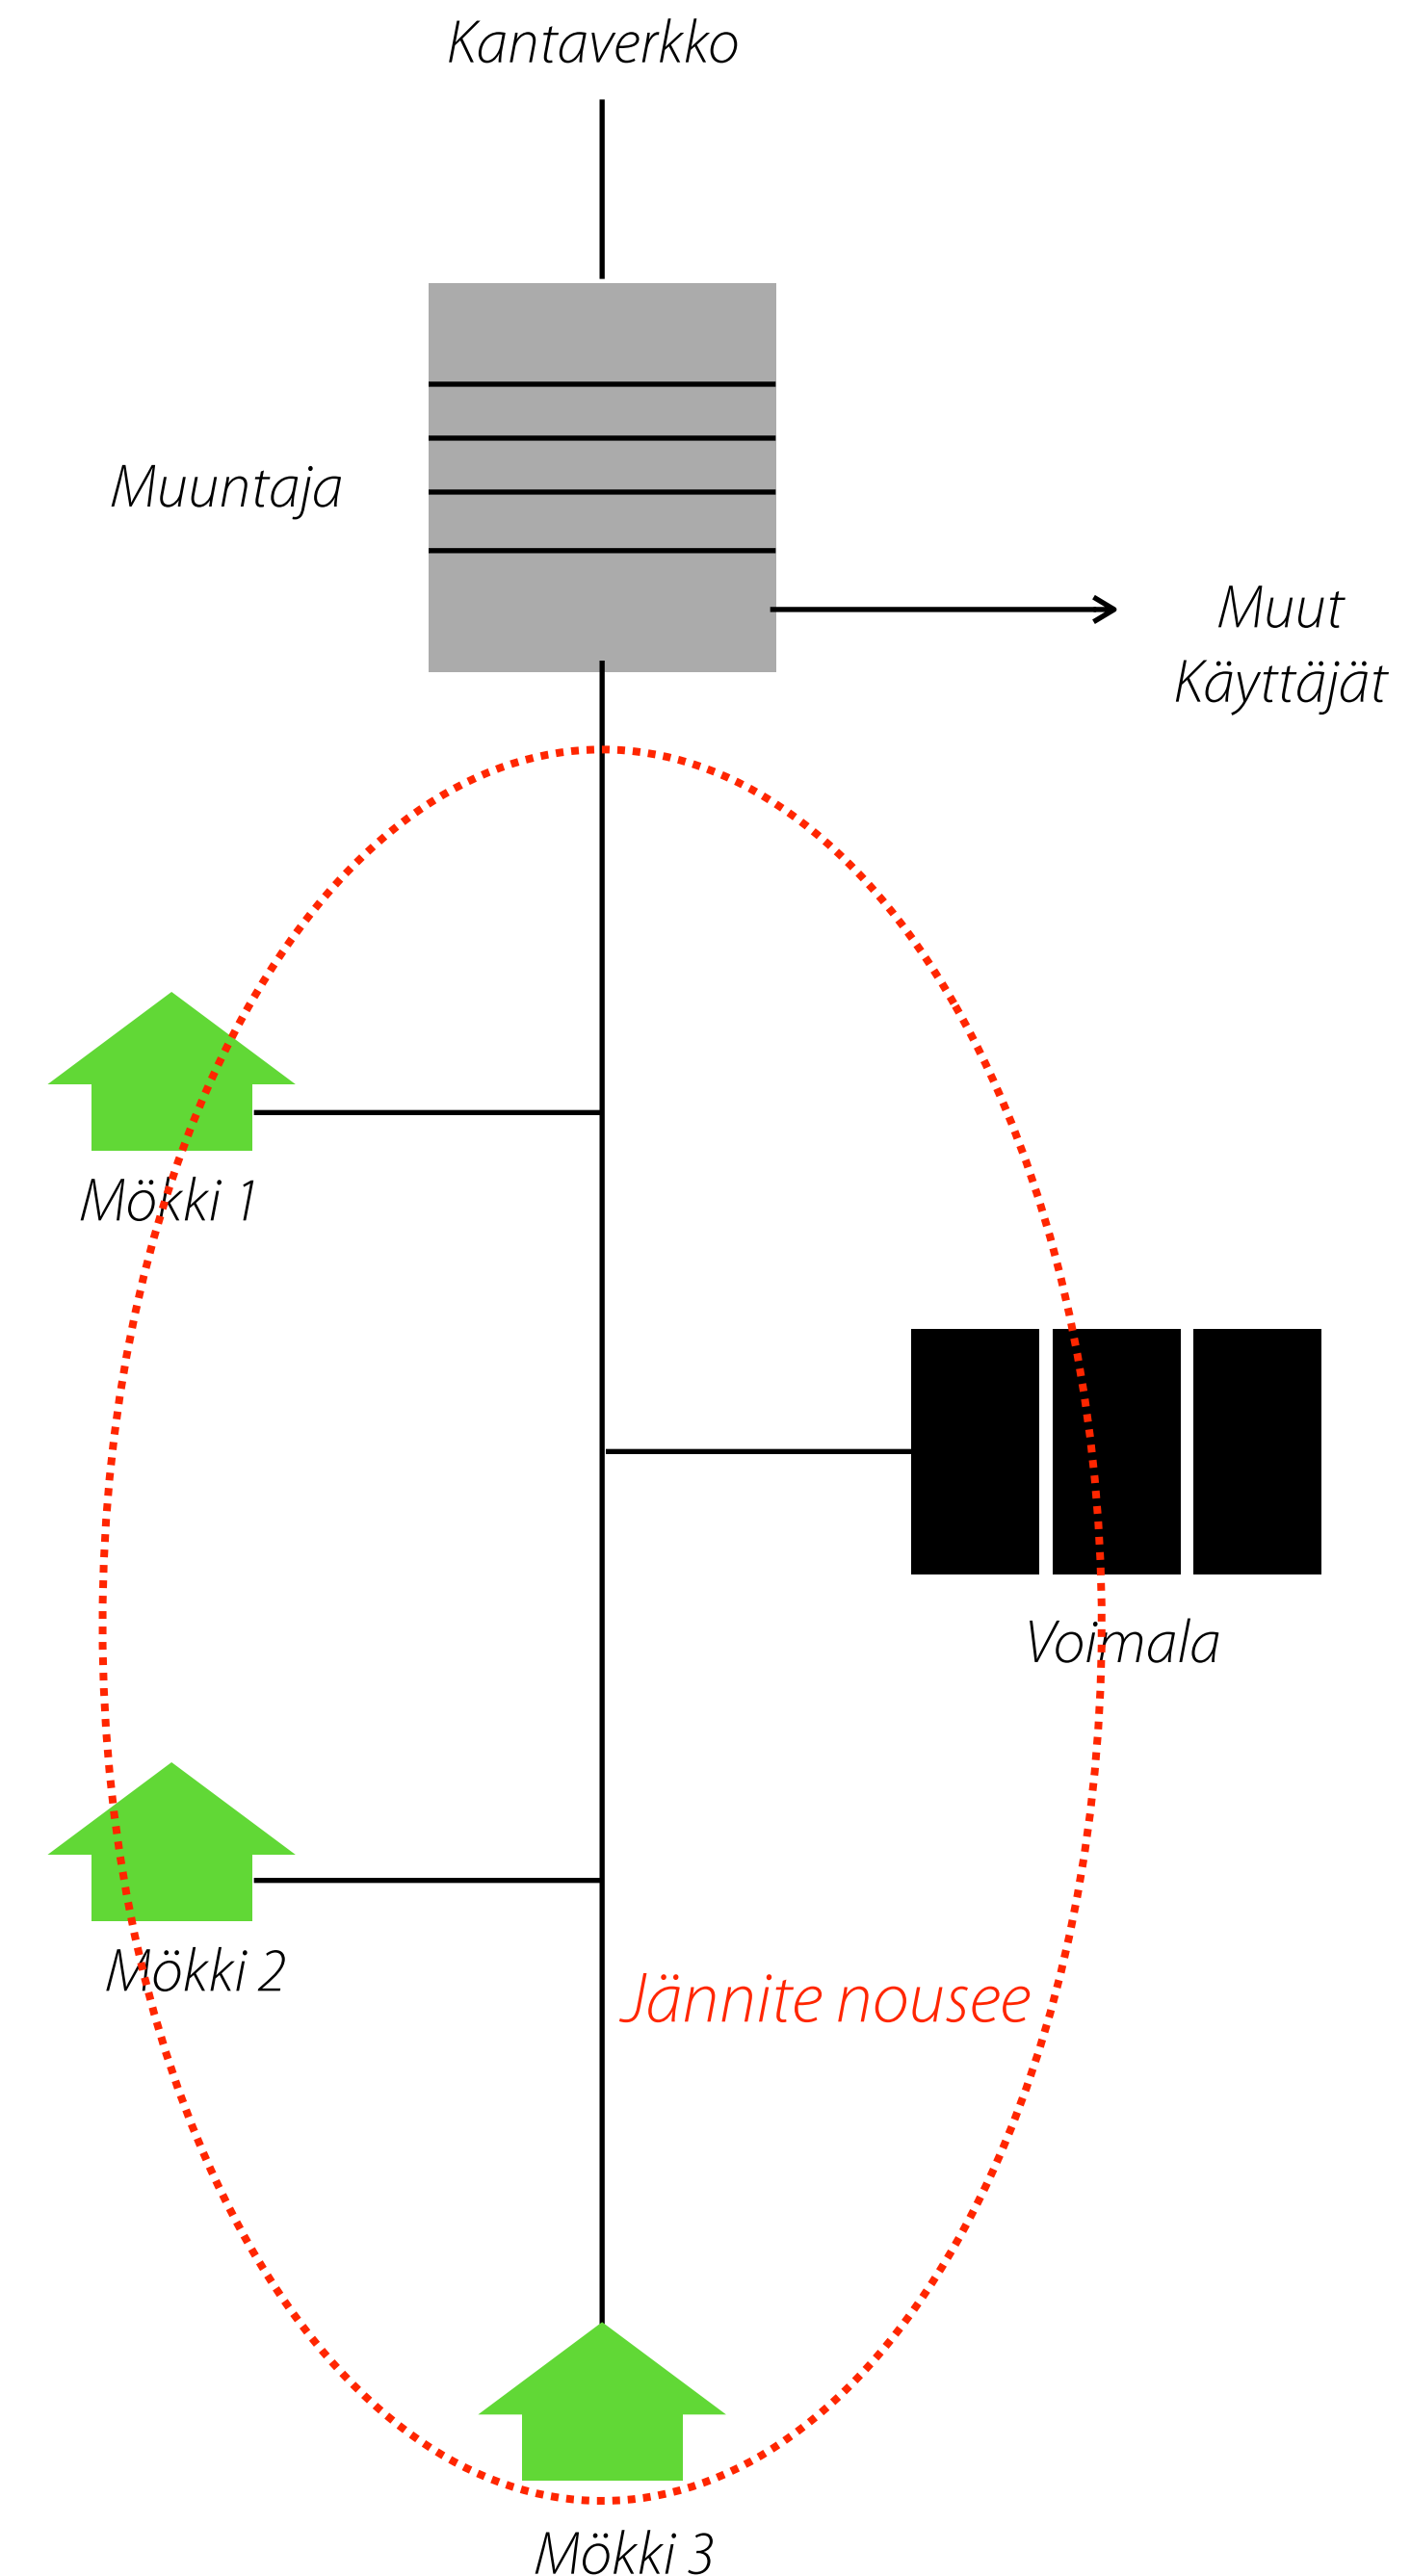 Kantaverkko
Muuntaja
Muut
Käyttäjät
Mökki 1
Voimala
Mökki 2
Jännite nousee
Mökki 3